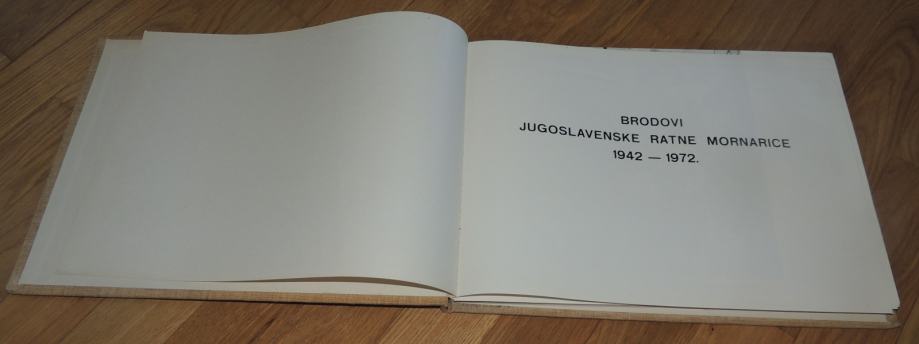 BRODOVI
JUGOSLAVENSKE RATNE MORNARICE
1942 — 1972.